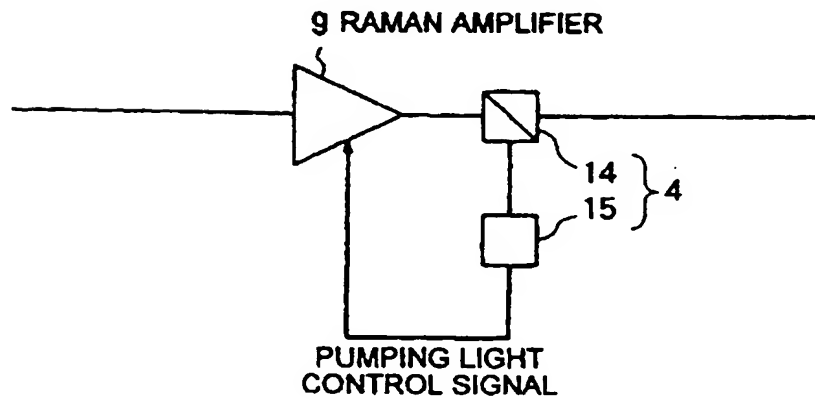 9 RAMAN AMPLIFIER
14
15
4
PUMPING LIGHT
CONTROL SIGNAL